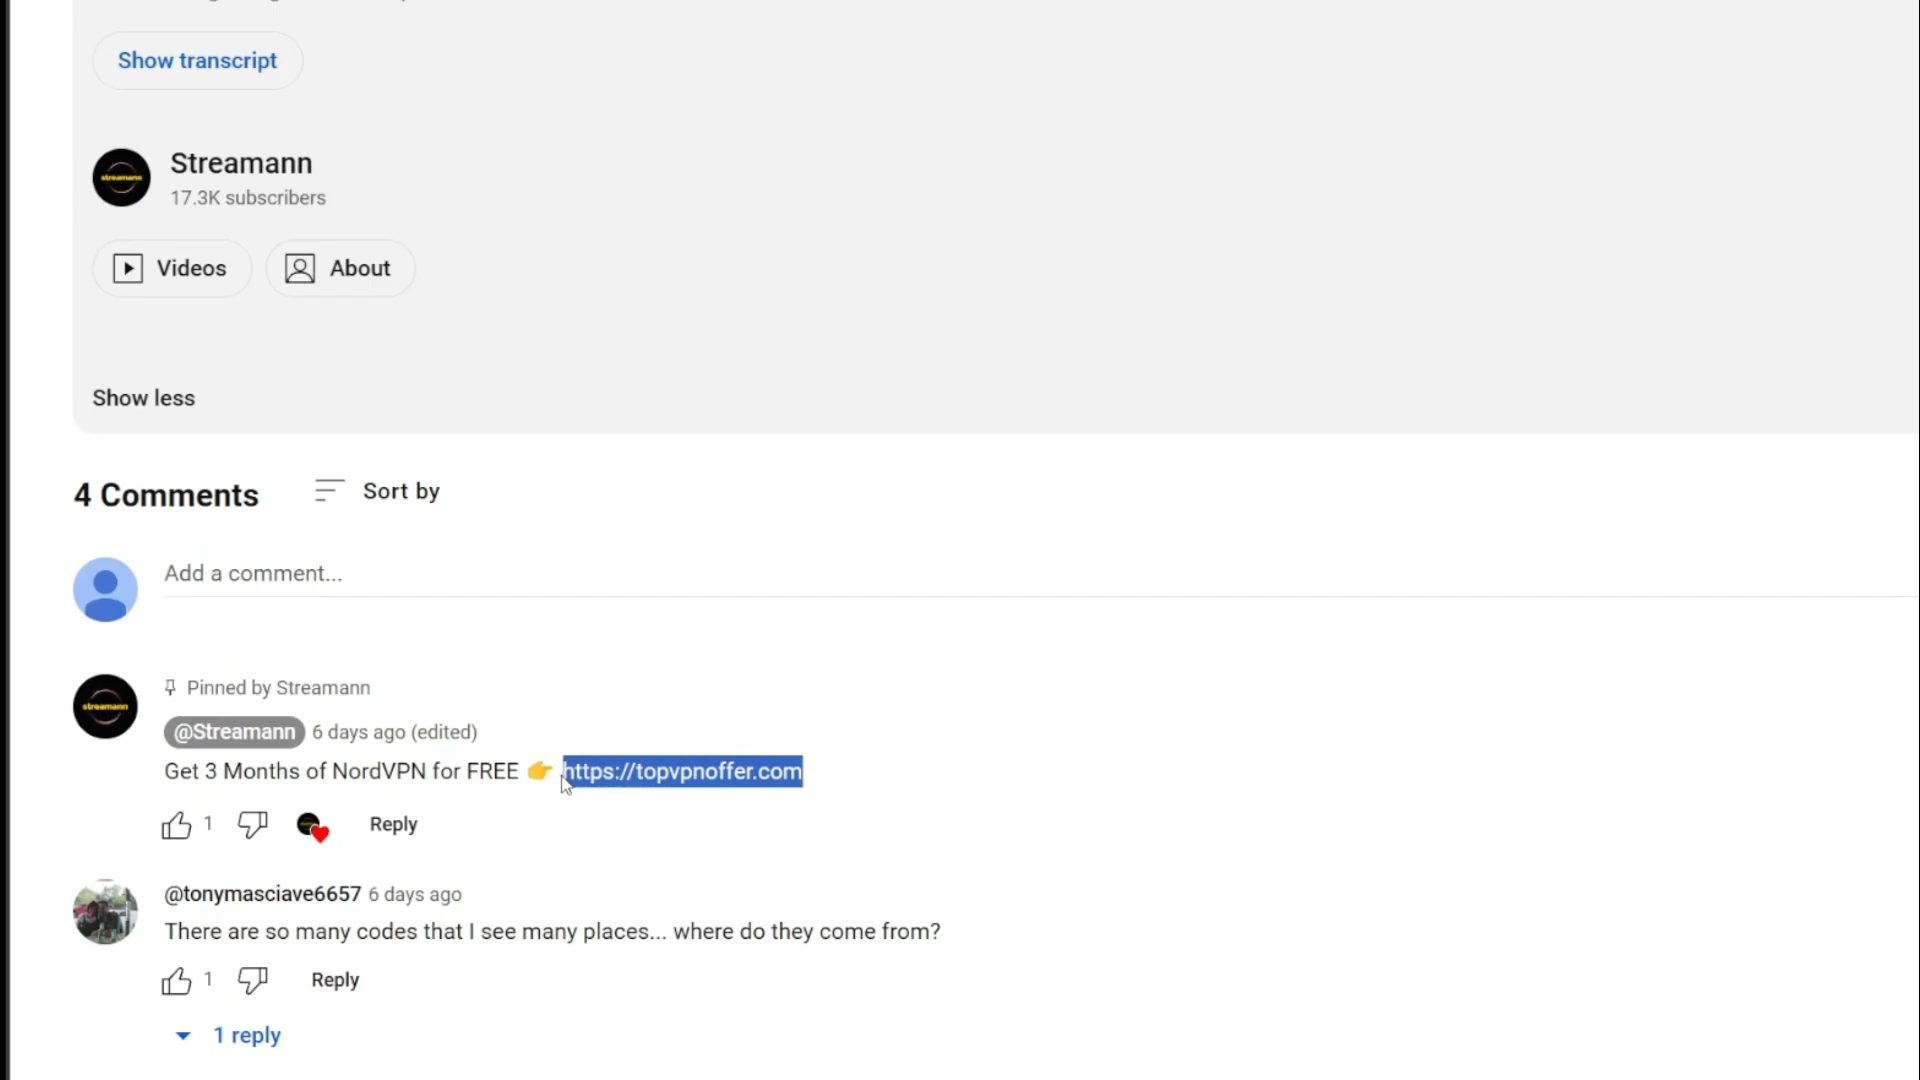 Show transcript
streamann
Streamann
17.3K subscribers
Videos
About
Show less
4 Comments
Sort by
Add a comment...
Pinned by Streamann
streamann
@Streamann 6 days ago (edited)
Get 3 Months of NordVPN for FREE 👉 https://topvpnoffer.com
1
Reply
@tonymasciave6657 6 days ago
There are so many codes that I see many places... where do they come from?
1
Reply
1 reply